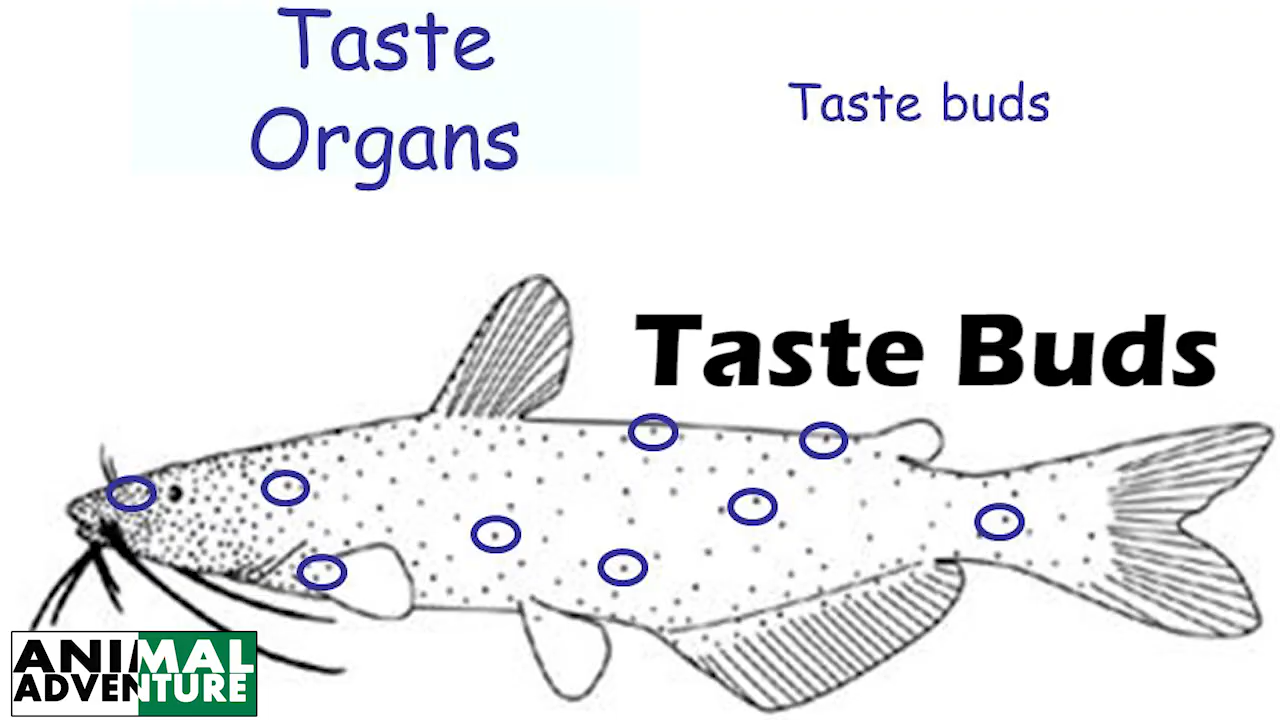 Taste
Organs
Taste buds
Taste Buds
ANIMAL
ADVENTURE